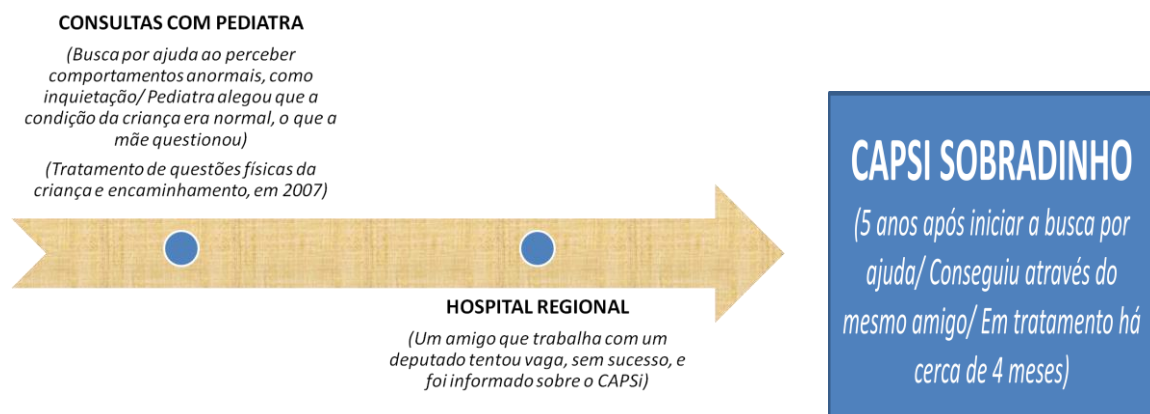 CONSULTAS COM PEDIATRA
(Busca por ajuda ao perceber
comportamentos anormais, como
inquietação/ Pediatra alegou que a
condição da criança era normal, o que a
mãe questionou)
(Tratamento de questões físicas da
criança e encaminhamento, em 2007)
HOSPITAL REGIONAL
(Um amigo que trabalha com um
deputado tentou vaga, sem sucesso, e
foi informado sobre o CAPSi)
CAPSI SOBRADINHO
(5 anos após iniciar a busca por
ajuda/ Conseguiu através do
mesmo amigo/ Em tratamento há
cerca de 4 meses)